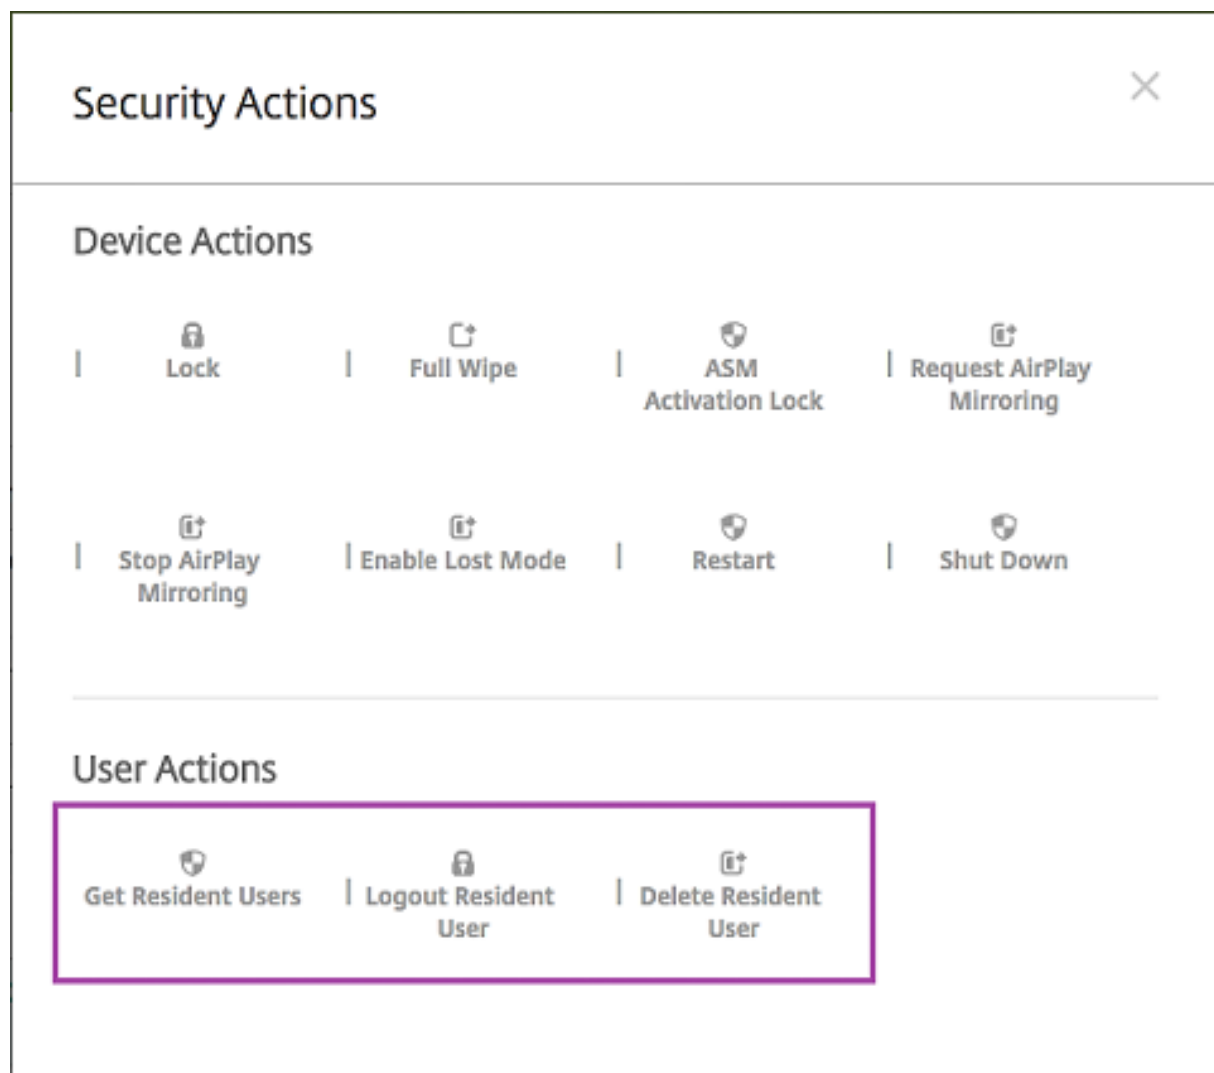 Security Actions
Device Actions
Lock
Full Wipe
ASM
Activation Lock
Request AirPlay
Mirroring
Stop AirPlay
Mirroring
Enable Lost Mode
Restart
Shut Down
User Actions
Get Resident Users
Logout Resident
User
Delete Resident
User